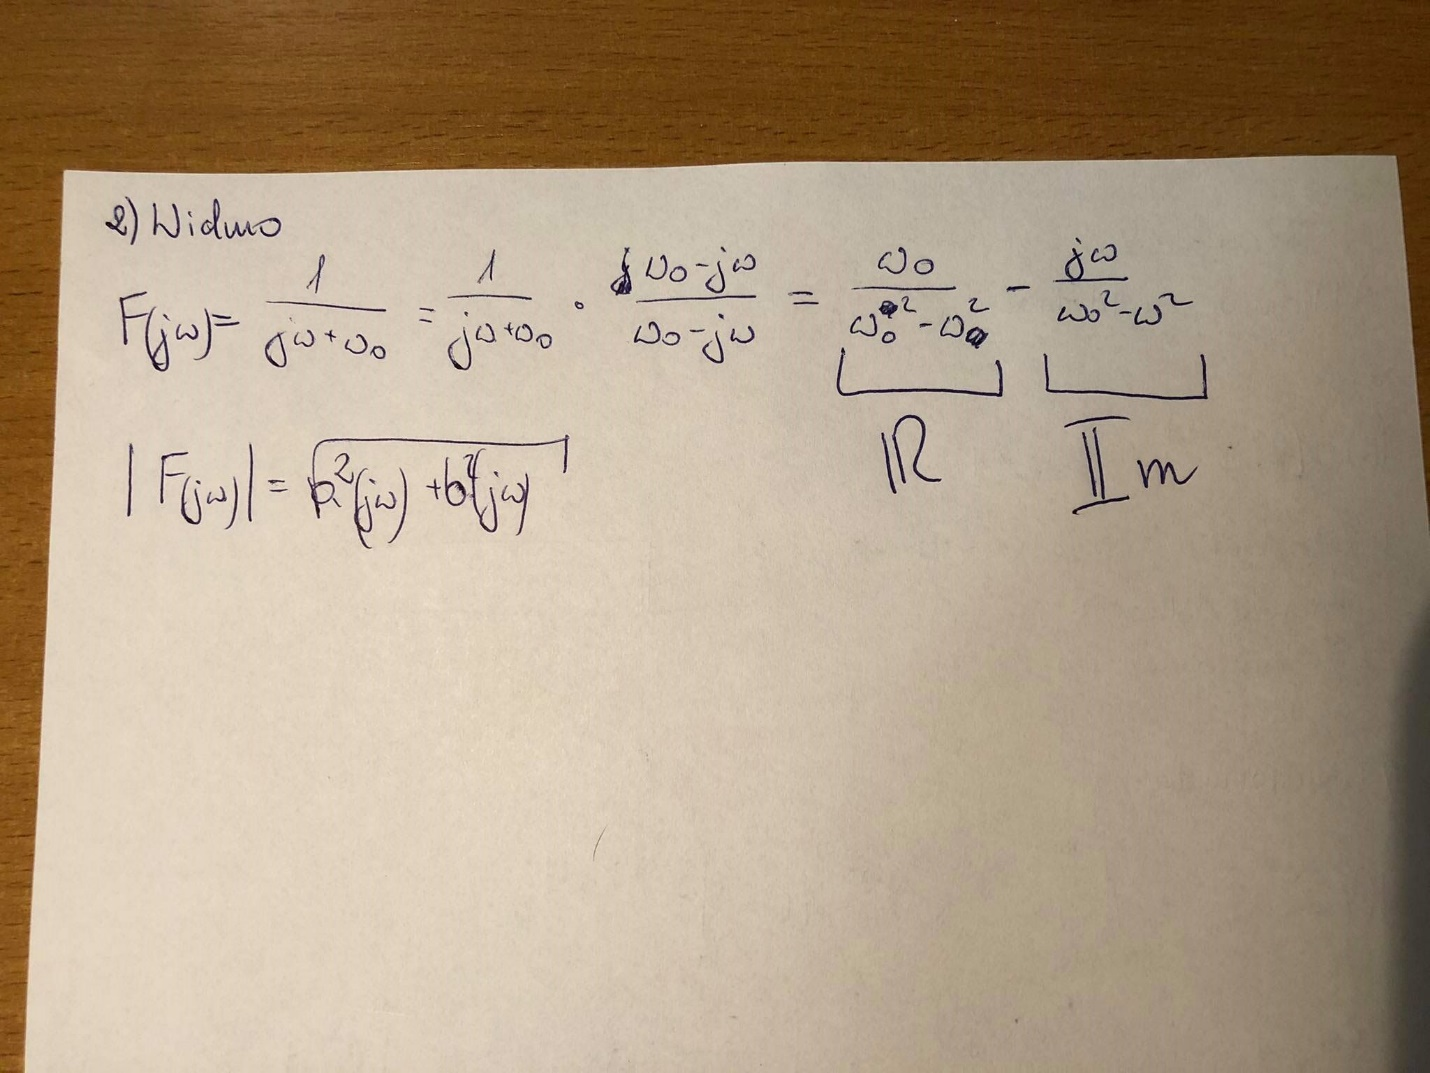 2) Widmo
F(jω) = 1/(jω+ω₀) = 1/(jω+ω₀) · (ω₀-jω)/(ω₀-jω) = ω₀/(ω₀²-ω²) - jω/(ω₀²-ω²)
ℝ 𝕀m
|F(jω)| = √(a²(jω) + b²(jω))